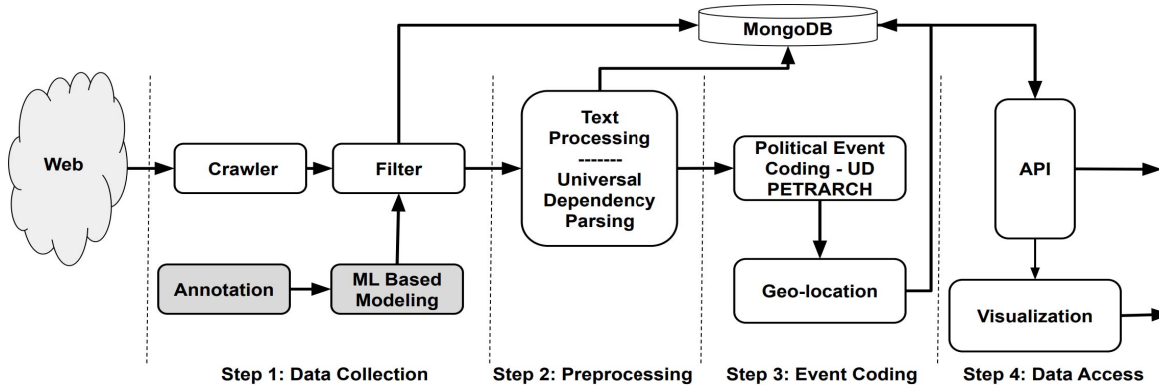 MongoDB
Web
Crawler
Filter
Annotation
ML Based
Modeling
Text
Processing
-------
Universal
Dependency
Parsing
Political Event
Coding - UD
PETRARCH
Geo-location
API
Visualization
Step 1: Data Collection
Step 2: Preprocessing
Step 3: Event Coding
Step 4: Data Access